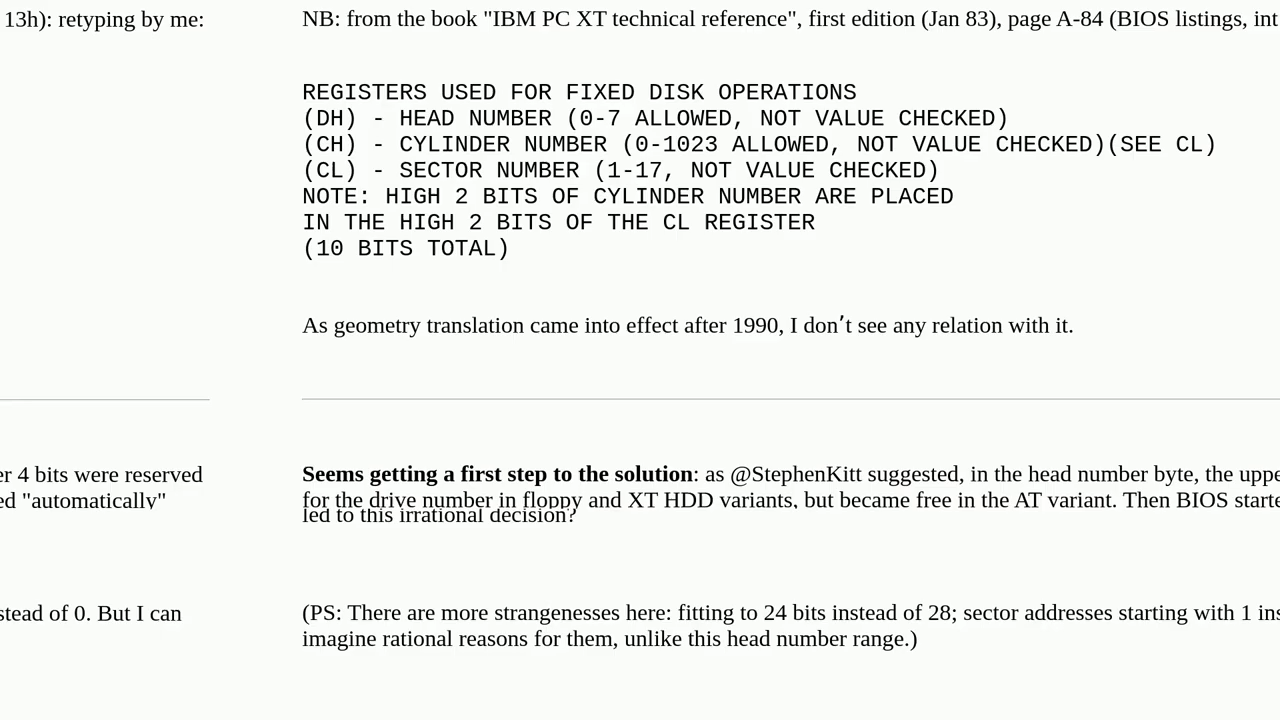 13h): retyping by me:
NB: from the book "IBM PC XT technical reference", first edition (Jan 83), page A-84 (BIOS listings, int
REGISTERS USED FOR FIXED DISK OPERATIONS
(DH) - HEAD NUMBER (0-7 ALLOWED, NOT VALUE CHECKED)
(CH) - CYLINDER NUMBER (0-1023 ALLOWED, NOT VALUE CHECKED)(SEE CL)
(CL) - SECTOR NUMBER (1-17, NOT VALUE CHECKED)
NOTE: HIGH 2 BITS OF CYLINDER NUMBER ARE PLACED
IN THE HIGH 2 BITS OF THE CL REGISTER
(10 BITS TOTAL)
As geometry translation came into effect after 1990, I don’t see any relation with it.
er 4 bits were reserved
ed "automatically"
Seems getting a first step to the solution: as @StephenKitt suggested, in the head number byte, the uppe
for the drive number in floppy and XT HDD variants, but became free in the AT variant. Then BIOS starte
led to this irrational decision?
stead of 0. But I can
(PS: There are more strangenesses here: fitting to 24 bits instead of 28; sector addresses starting with 1 ins
imagine rational reasons for them, unlike this head number range.)